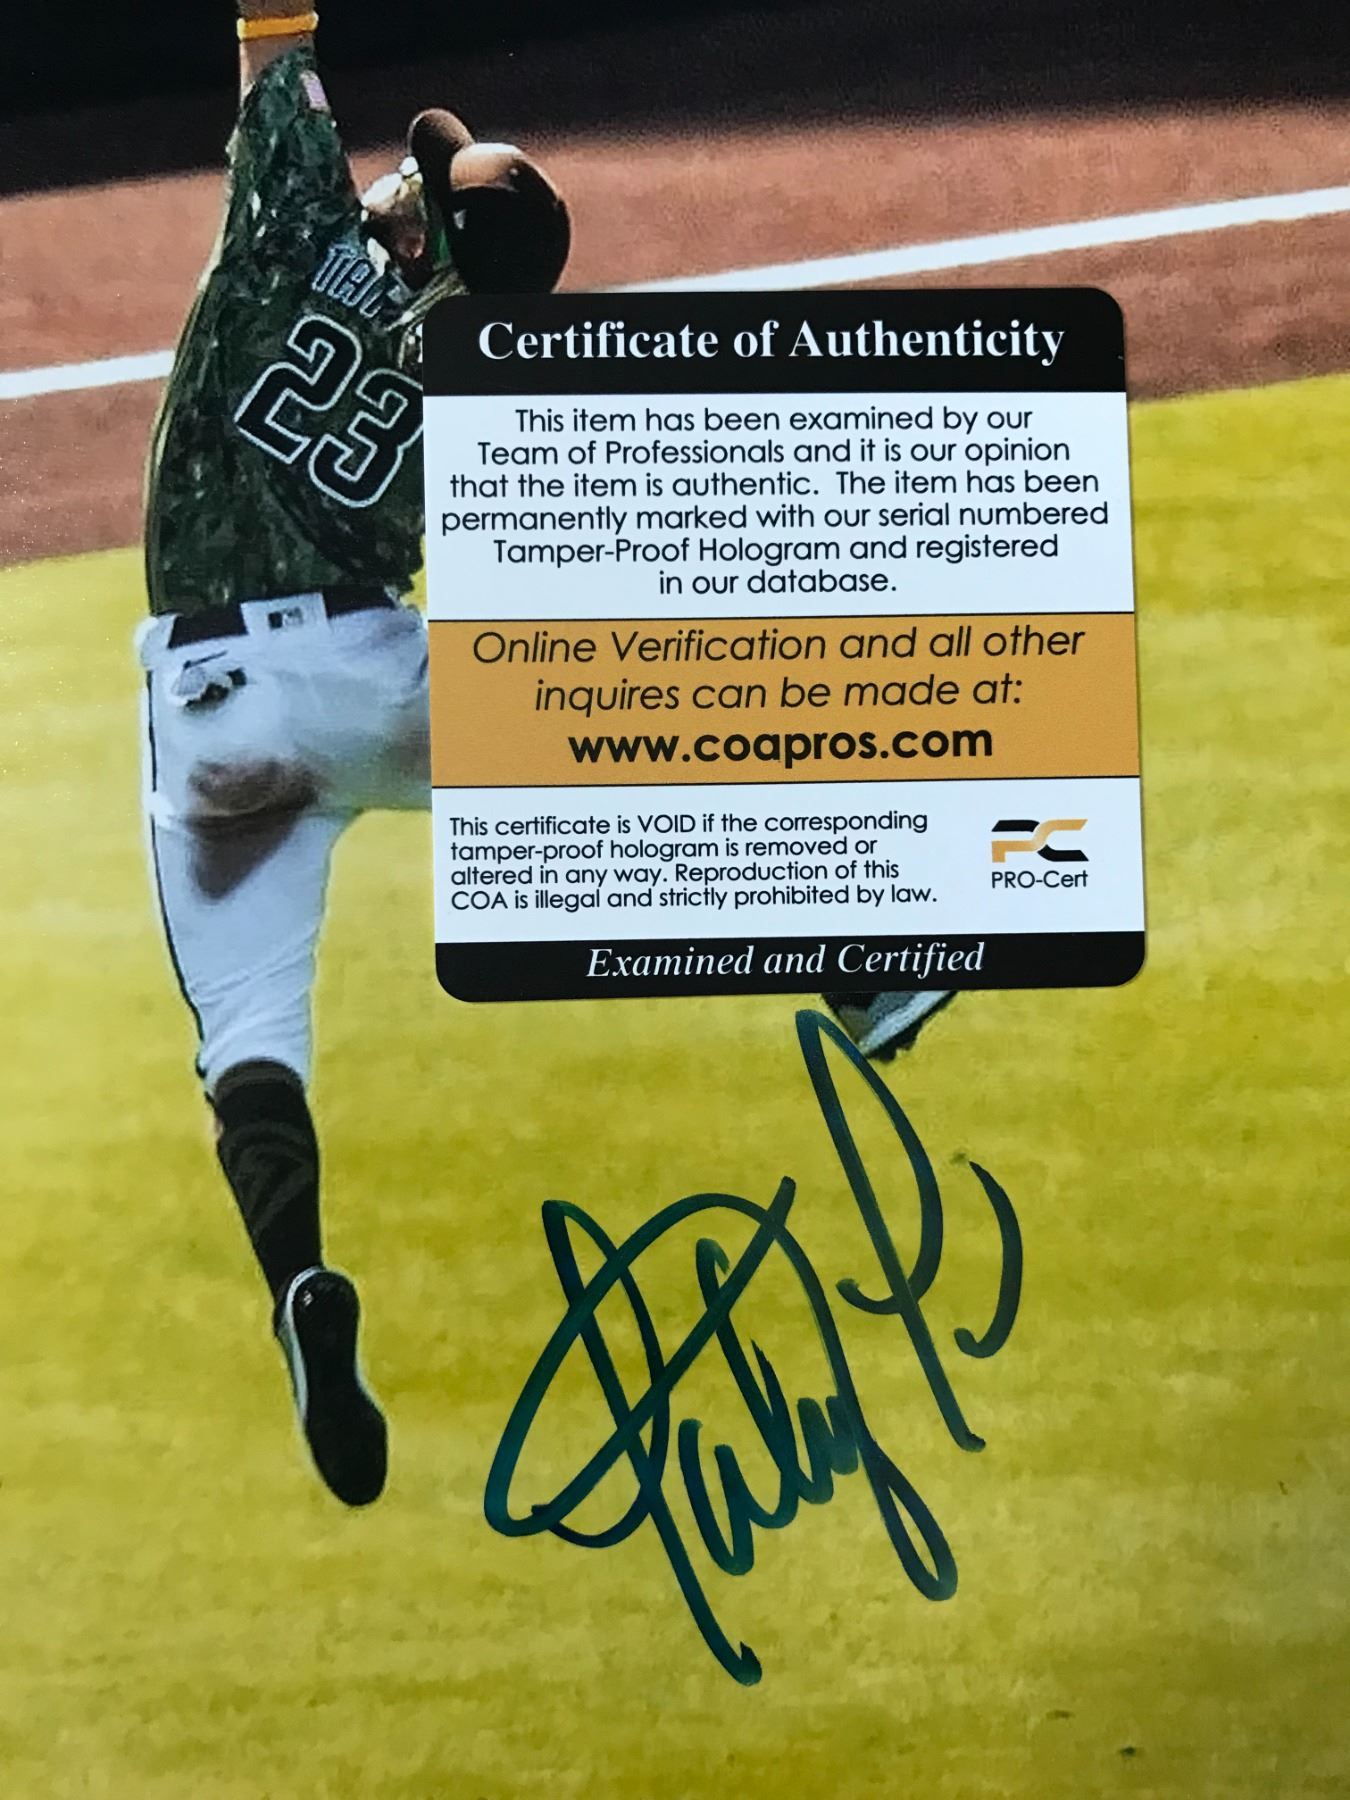 23
Certificate of Authenticity
This item has been examined by our
Team of Professionals and it is our opinion
that the item is authentic. The item has been
permanently marked with our serial numbered
Tamper-Proof Hologram and registered
in our database.
Online Verification and all other
inquires can be made at:
www.coapros.com
This certificate is VOID if the corresponding
tamper-proof hologram is removed or
altered in any way. Reproduction of this
COA is illegal and strictly prohibited by law.
PC
PRO-Cert
Examined and Certified